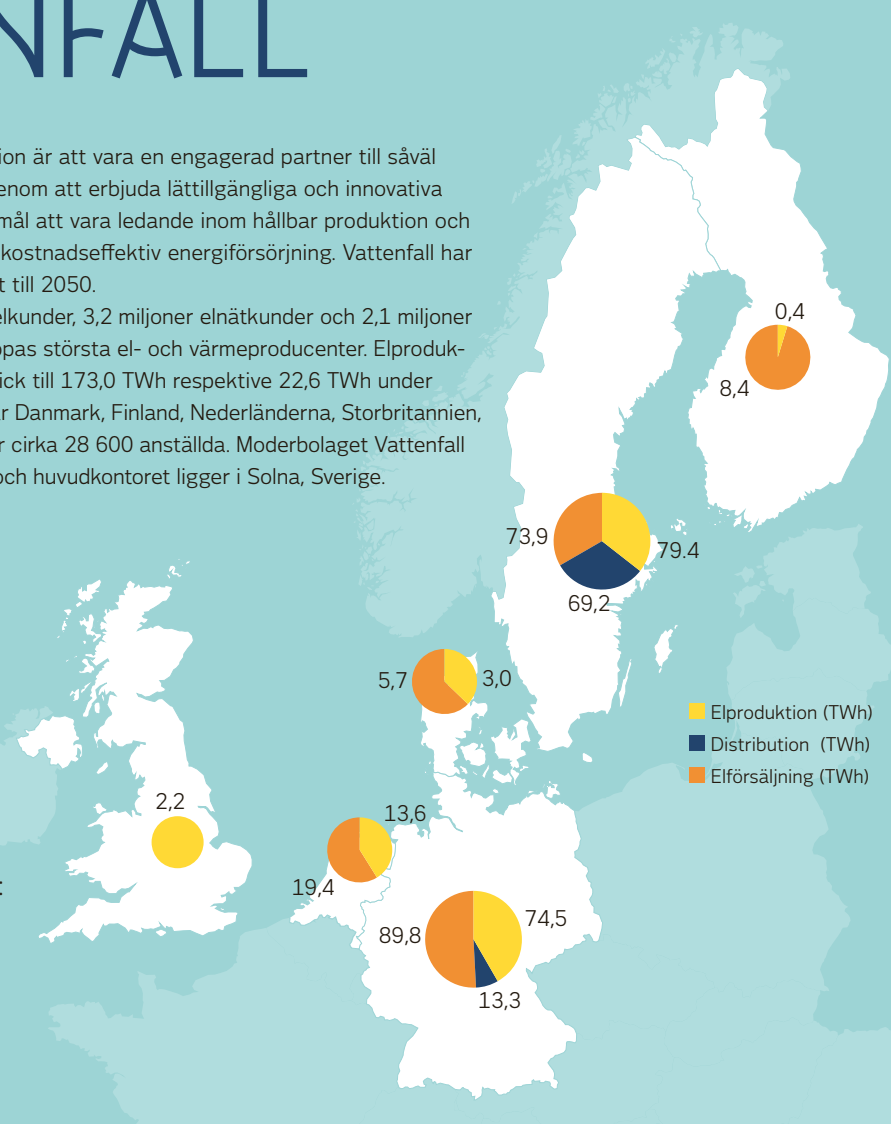 NFALL
ion är att vara en engagerad partner till såväl
enom att erbjuda lättillgängliga och innovativa
mål att vara ledande inom hållbar produktion och
kostnadseffektiv energiförsörjning. Vattenfall har
t till 2050.
elkunder, 3,2 miljoner elnätkunder och 2,1 miljoner
ppas största el- och värmeproducenter. Elproduk-
ick till 173,0 TWh respektive 22,6 TWh under
r Danmark, Finland, Nederländerna, Storbritannien,
r cirka 28 600 anställda. Moderbolaget Vattenfall
och huvudkontoret ligger i Solna, Sverige.
0,4
8,4
73,9
79.4
69,2
5,7
3,0
Elproduktion (TWh)
Distribution (TWh)
Elförsäljning (TWh)
2,2
13,6
19,4
:
74,5
89,8
13,3